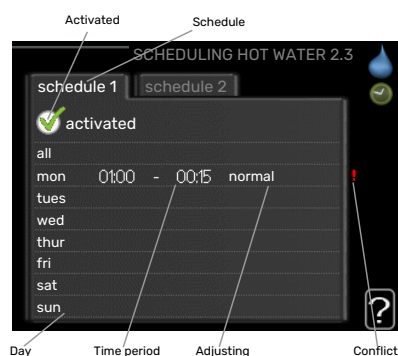 Activated
Schedule
SCHEDULING HOT WATER 2.3
schedule 1 schedule 2
activated
all
mon 01:00 - 00:15 normal !
tues
wed
thur
fri
sat
sun
?
Day Time period Adjusting Conflict